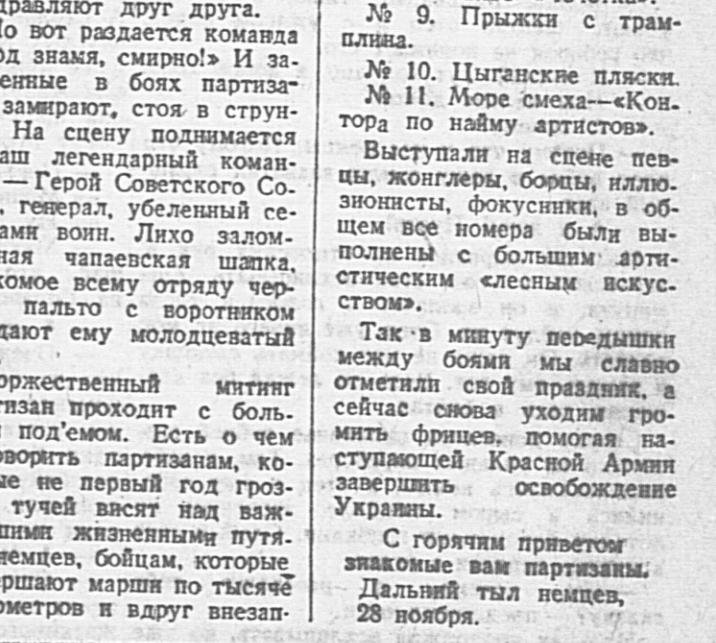 дравляют друг друга.
Но вот раздается команда
од знамя, смирно!» И за-
енные в боях партиза-
замирают, стоя в струн-
На сцену поднимается
аш легендарный коман-
— Герой Советского Со-
, генерал, убеленный се-
ами воин. Лихо залом-
ная чапаевская шапка,
комое всему отряду чер-
пальто с воротником
дают ему молодцеватый
оржественный митинг
тизан проходит с боль-
под'емом. Есть о чем
оворить партизанам, ко-
ые не первый год гроз-
тучей висят над важ-
шими жизненными путя-
немцев, бойцам, которые
ершают марши по тысяче
ометров и вдруг внезап-
№ 9. Прыжки с трам-
плина.
№ 10. Цыганские пляски.
№ 11. Море смеха—«Кон-
тора по найму артистов».
Выступали на сцене пев-
цы, жонглеры, борцы, иллю-
зионисты, фокусники, в об-
щем все номера были вы-
полнены с большим арти-
стическим «лесным искус-
ством».
Так в минуту передышки
между боями мы славно
отметили свой праздник, а
сейчас снова уходим гро-
мить фрицев, помогая на-
ступающей Красной Армии
завершить освобождение
Украины.
С горячим приветом
знакомые вам партизаны.
Дальний тыл немцев,
28 ноября.